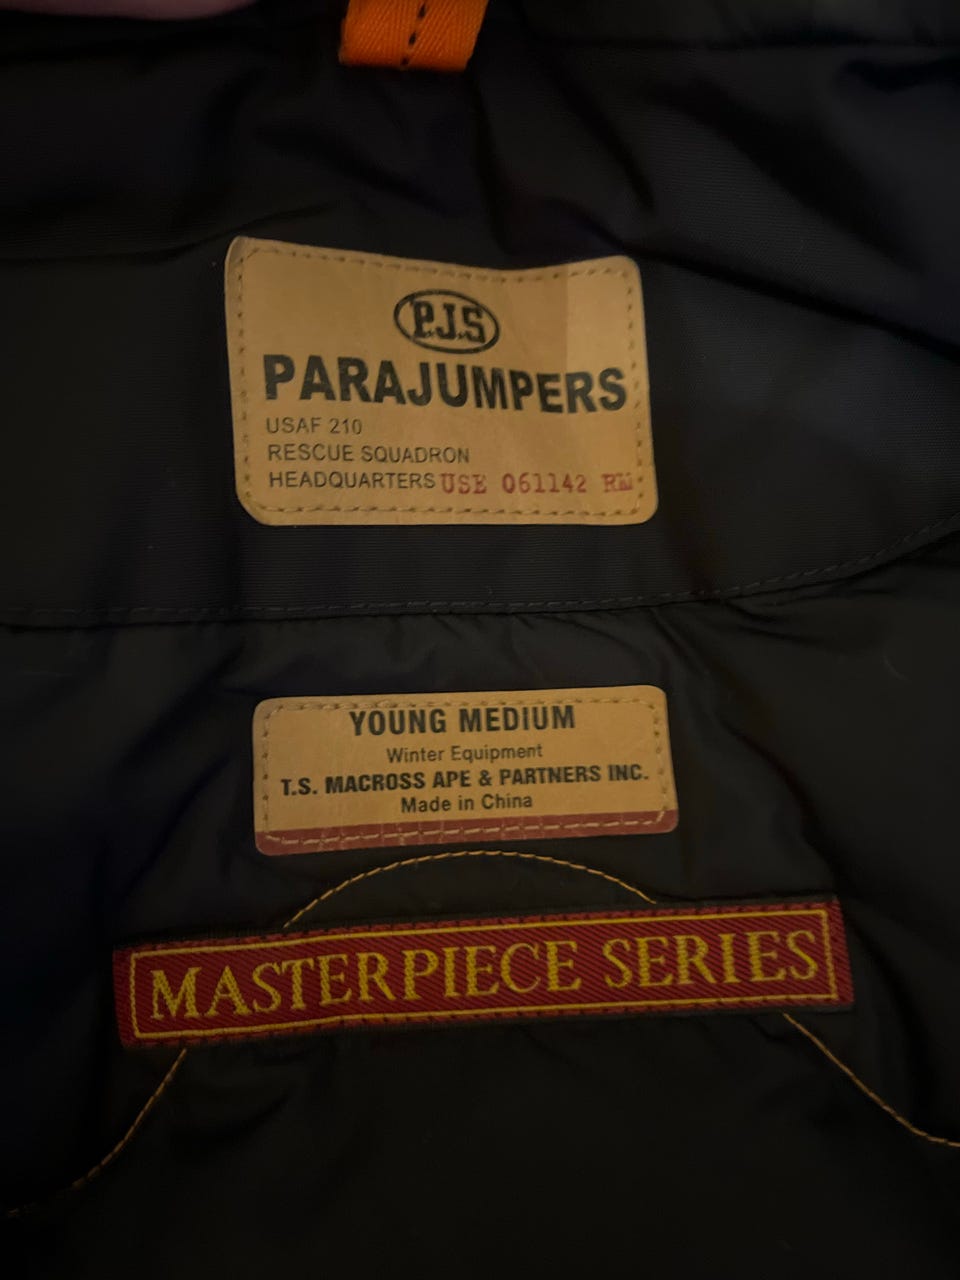 P.J.S
PARAJUMPERS
USAF 210
RESCUE SQUADRON
HEADQUARTERS USE 061142 RM
YOUNG MEDIUM
Winter Equipment
T.S. MACROSS APE & PARTNERS INC.
Made in China
MASTERPIECE SERIES